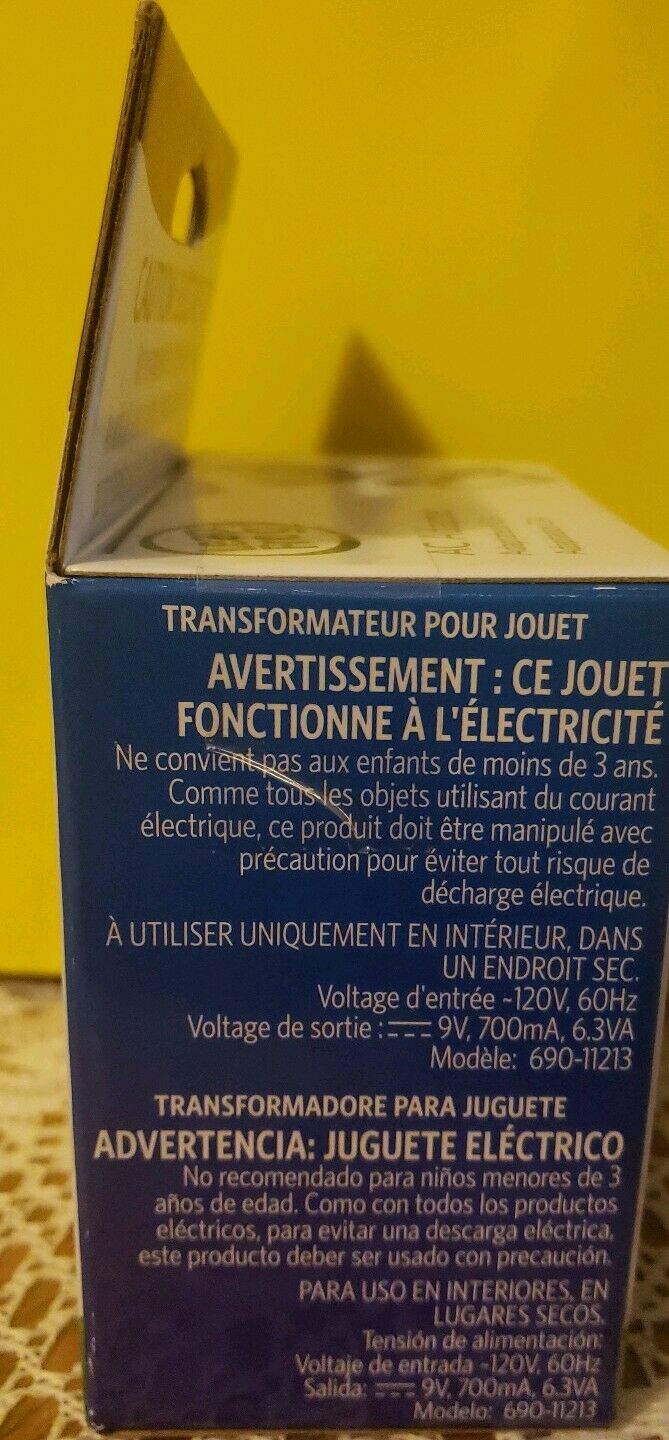 TRANSFORMATEUR POUR JOUET
AVERTISSEMENT : CE JOUET
FONCTIONNE À L'ÉLECTRICITÉ
Ne convient pas aux enfants de moins de 3 ans.
Comme tous les objets utilisant du courant
électrique, ce produit doit être manipulé avec
précaution pour éviter tout risque de
décharge électrique.
À UTILISER UNIQUEMENT EN INTÉRIEUR, DANS
UN ENDROIT SEC.
Voltage d'entrée ~120V, 60Hz
Voltage de sortie : ⎓ 9V, 700mA, 6.3VA
Modèle: 690-11213
TRANSFORMADORE PARA JUGUETE
ADVERTENCIA: JUGUETE ELÉCTRICO
No recomendado para niños menores de 3
años de edad. Como con todos los productos
eléctricos, para evitar una descarga eléctrica,
este producto deber ser usado con precaución.
PARA USO EN INTERIORES, EN
LUGARES SECOS.
Tensión de alimentación:
Voltaje de entrada ~120V, 60Hz
Salida: ⎓ 9V, 700mA, 6.3VA
Modelo: 690-11213